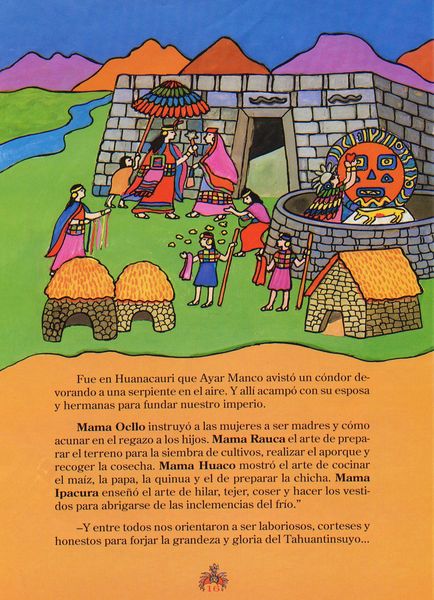 Fue en Huanacauri que Ayar Manco avistó un cóndor de-
vorando a una serpiente en el aire. Y allí acampó con su esposa
y hermanas para fundar nuestro imperio.
Mama Ocllo instruyó a las mujeres a ser madres y cómo
acunar en el regazo a los hijos. Mama Rauca el arte de prepa-
rar el terreno para la siembra de cultivos, realizar el aporque y
recoger la cosecha. Mama Huaco mostró el arte de cocinar
el maíz, la papa, la quinua y el de preparar la chicha. Mama
Ipacura enseñó el arte de hilar, tejer, coser y hacer los vesti-
dos para abrigarse de las inclemencias del frío.”
–Y entre todos nos orientaron a ser laboriosos, corteses y
honestos para forjar la grandeza y gloria del Tahuantinsuyo...
16